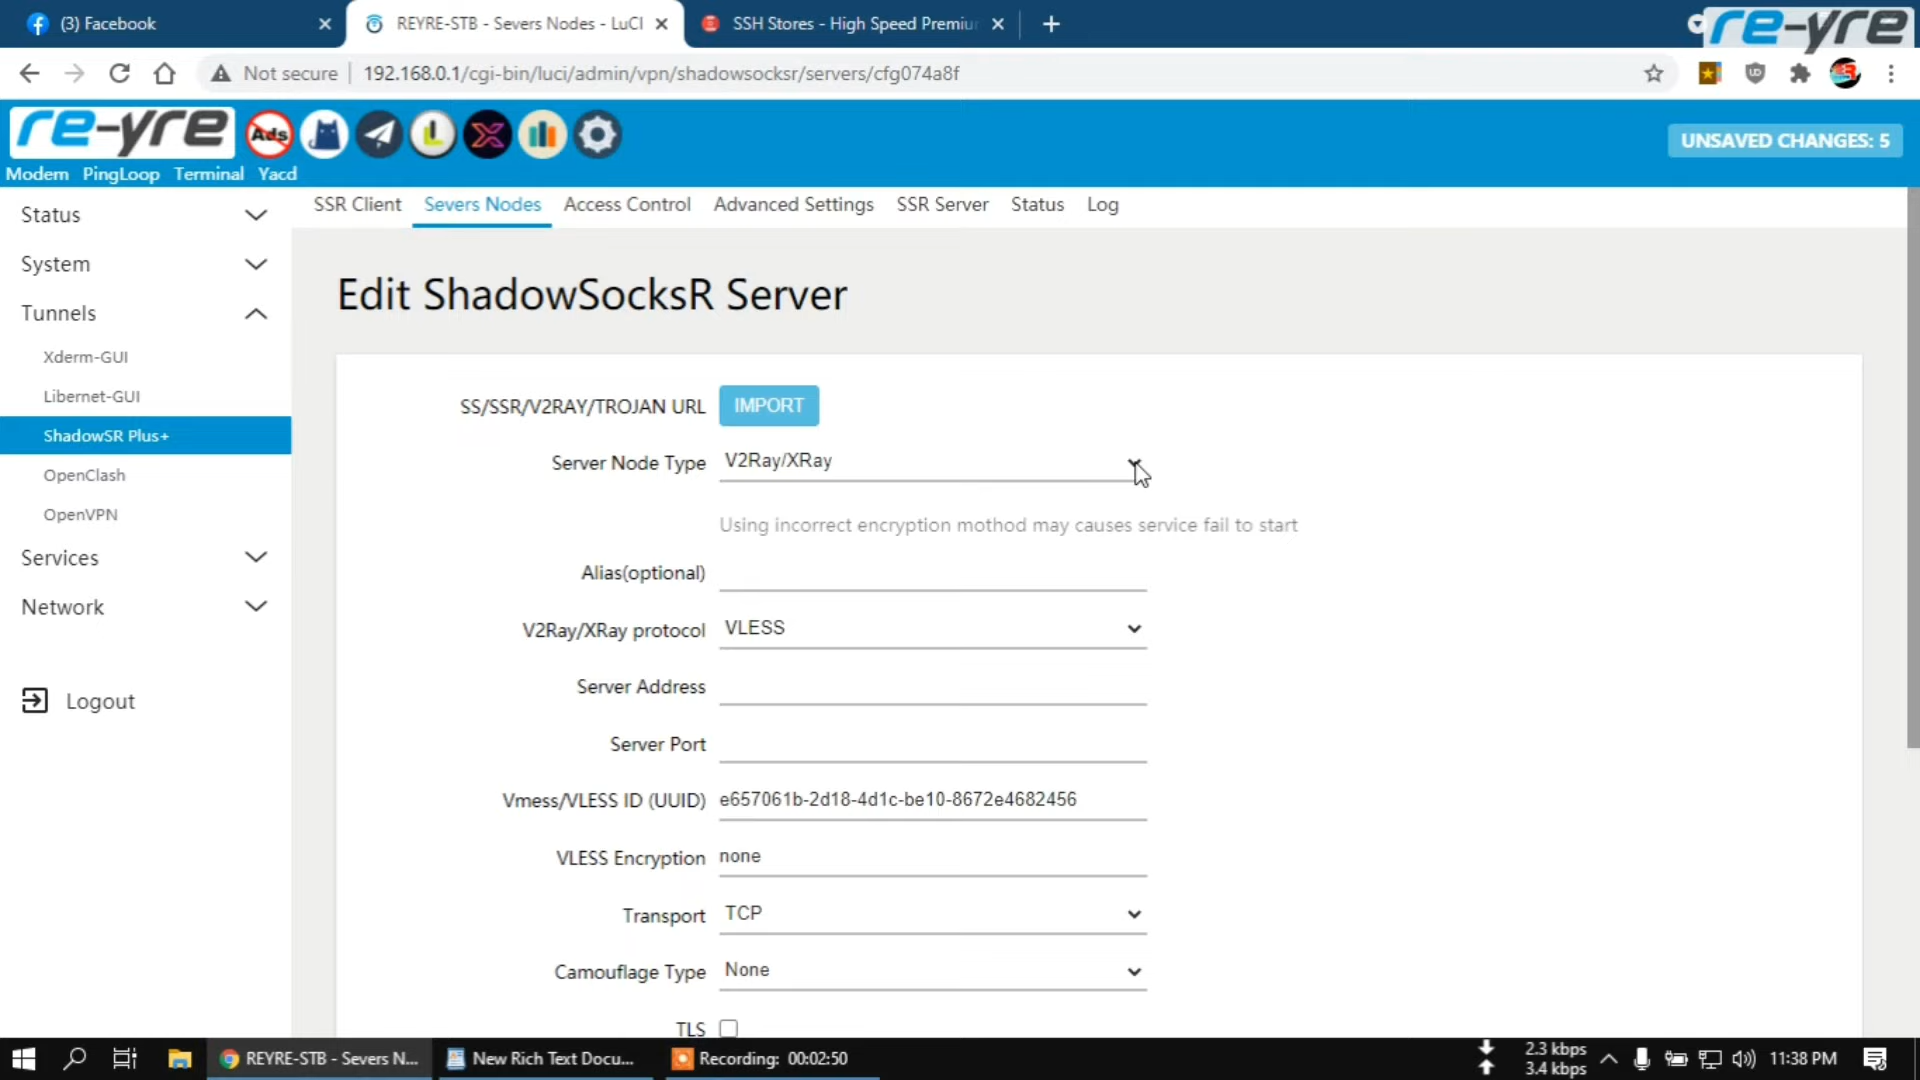 (3) Facebook
REYRE-STB - Severs Nodes - LuCI
SSH Stores - High Speed Premiu
re-yre
Not secure
192.168.0.1/cgi-bin/luci/admin/vpn/shadowsocksr/servers/cfg074a8f
re-yre
Ads
UNSAVED CHANGES: 5
Modem PingLoop Terminal Yacd
Status
System
Tunnels
Xderm-GUI
Libernet-GUI
ShadowSR Plus+
OpenClash
OpenVPN
Services
Network
Logout
SSR Client Severs Nodes Access Control Advanced Settings SSR Server Status Log
Edit ShadowSocksR Server
SS/SSR/V2RAY/TROJAN URL IMPORT
Server Node Type V2Ray/XRay
Using incorrect encryption mothod may causes service fail to start
Alias(optional)
V2Ray/XRay protocol VLESS
Server Address
Server Port
Vmess/VLESS ID (UUID) e657061b-2d18-4d1c-be10-8672e4682456
VLESS Encryption none
Transport TCP
Camouflage Type None
TLS
REYRE-STB - Severs N...
New Rich Text Docu...
Recording: 00:02:50
2.3 kbps
3.4 kbps
11:38 PM